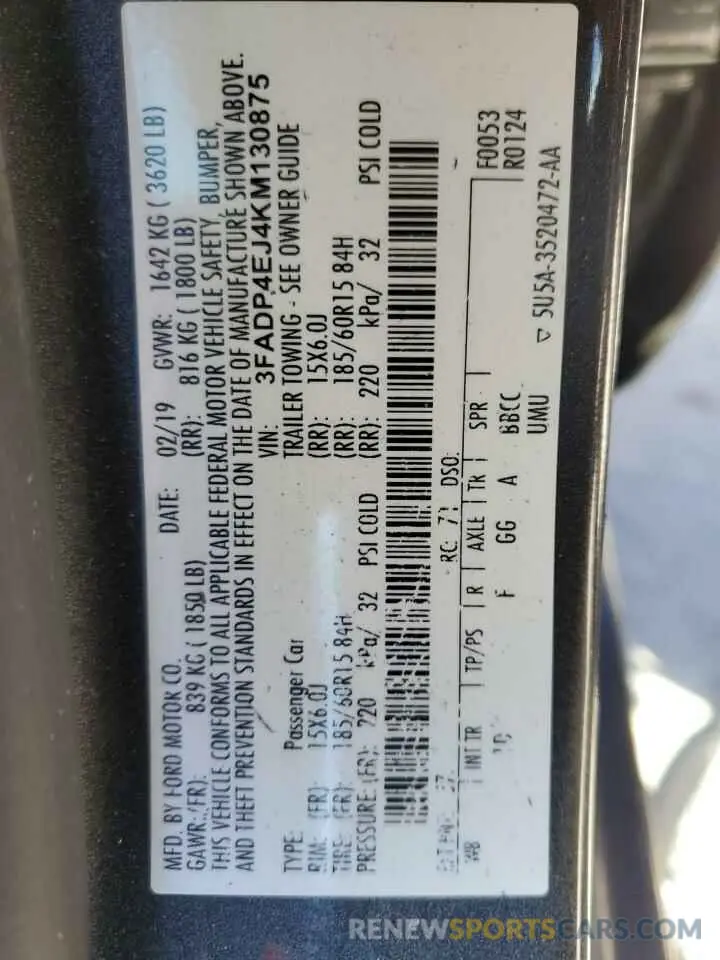 MFD. BY FORD MOTOR CO. DATE: 02/19 GVWR: 1642 KG ( 3620 LB)
GAWR: (FR): 839 KG ( 1850 LB) (RR): 816 KG ( 1800 LB)
THIS VEHICLE CONFORMS TO ALL APPLICABLE FEDERAL MOTOR VEHICLE SAFETY, BUMPER,
AND THEFT PREVENTION STANDARDS IN EFFECT ON THE DATE OF MANUFACTURE SHOWN ABOVE.
VIN: 3FADP4EJ4KM130875
TYPE: Passenger Car TRAILER TOWING - SEE OWNER GUIDE
RIM: (FR): 15X6.0J (RR): 15X6.0J
TIRE: (FR): 185/60R15 84H (RR): 185/60R15 84H
PRESSURE: (FR): 220 kPa/ 32 PSI COLD (RR): 220 kPa/ 32 PSI COLD
RC: 71 DSO: F0053
WB INT TR TP/PS R AXLE TR SPR R0124
F GG A BBCC
UMU 5U5A-3520472-AA
RENEWSPORTSCARS.COM